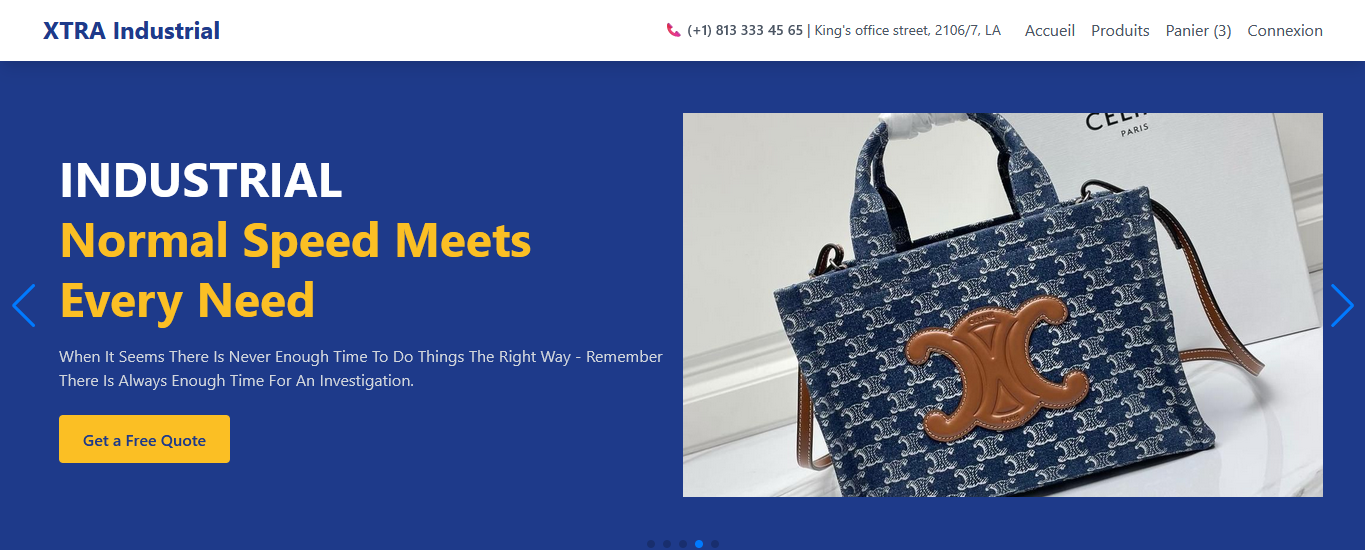 XTRA Industrial
(+1) 813 333 45 65 | King's office street, 2106/7, LA
Accueil
Produits
Panier (3)
Connexion
INDUSTRIAL
Normal Speed Meets
Every Need
When It Seems There Is Never Enough Time To Do Things The Right Way - Remember
There Is Always Enough Time For An Investigation.
Get a Free Quote
PARIS